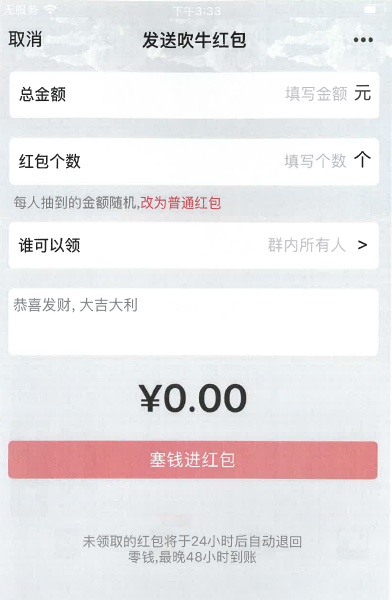 无服务 下午3:33
取消 发送吹牛红包 •••
总金额 填写金额 元
红包个数 填写个数 个
每人抽到的金额随机,改为普通红包
谁可以领 群内所有人 >
恭喜发财, 大吉大利
¥0.00
塞钱进红包
未领取的红包将于24小时后自动退回
零钱,最晚48小时到账